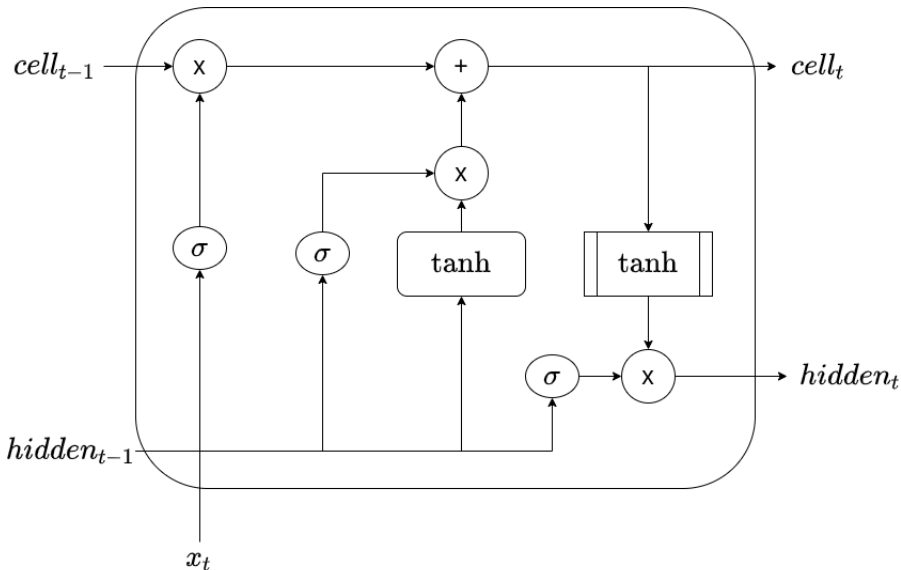 cell_{t-1} x + cell_t
x
σ σ tanh tanh
σ x hidden_t
hidden_{t-1}
x_t